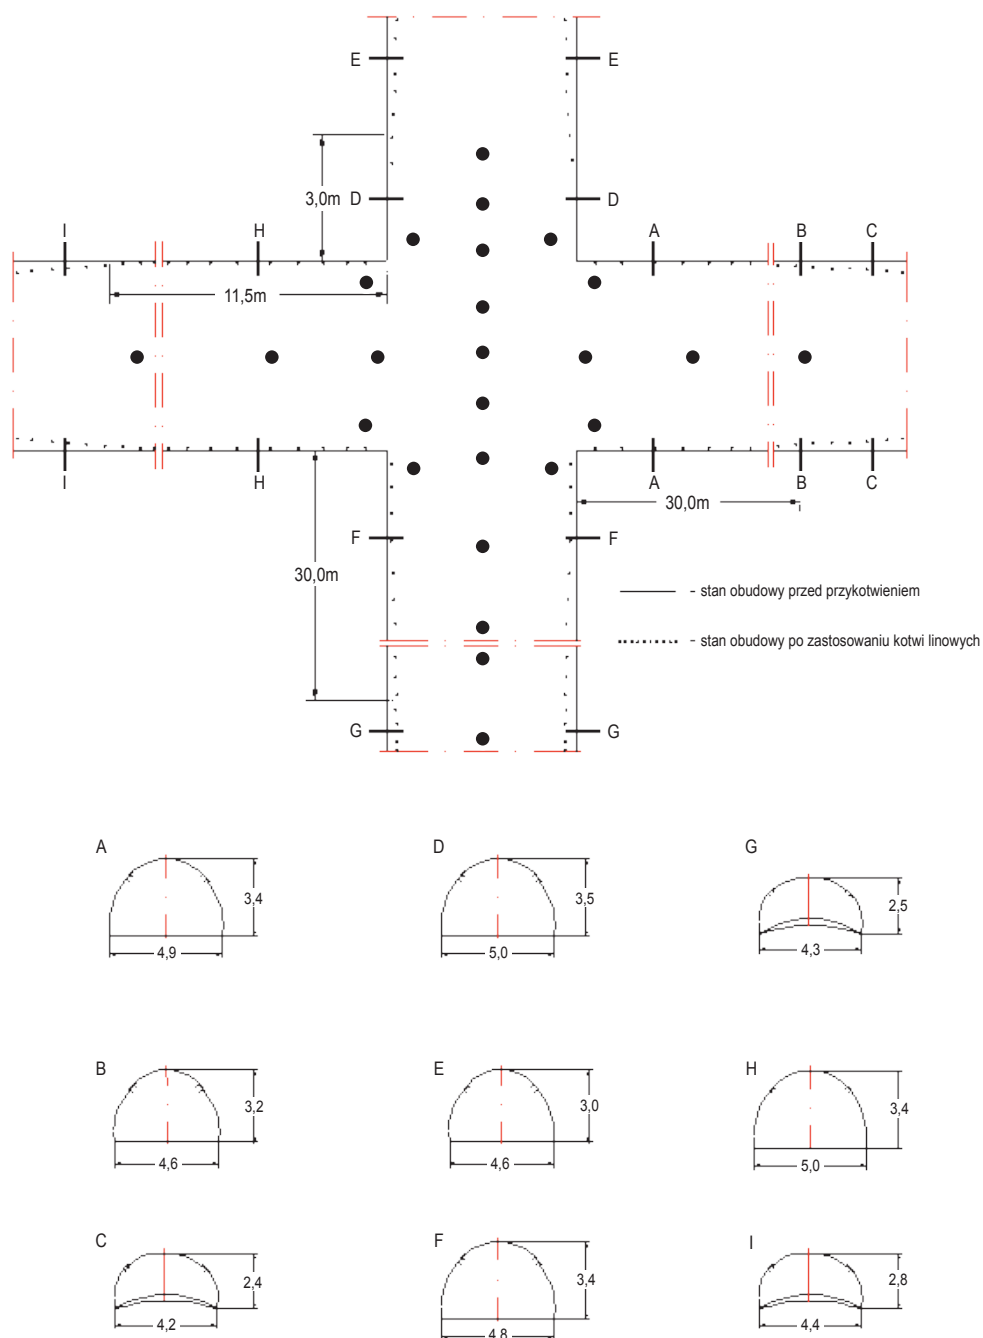 E E
3,0m
D D
I H A B C
11,5m
I H A B C
30,0m
F F
30,0m
- stan obudowy przed przykotwieniem
- stan obudowy po zastosowaniu kotwi linowych
G G
A D G
3,4 3,5 2,5
4,9 5,0 4,3
B E H
3,2 3,0 3,4
4,6 4,6 5,0
C F I
2,4 3,4 2,8
4,2 4,8 4,4